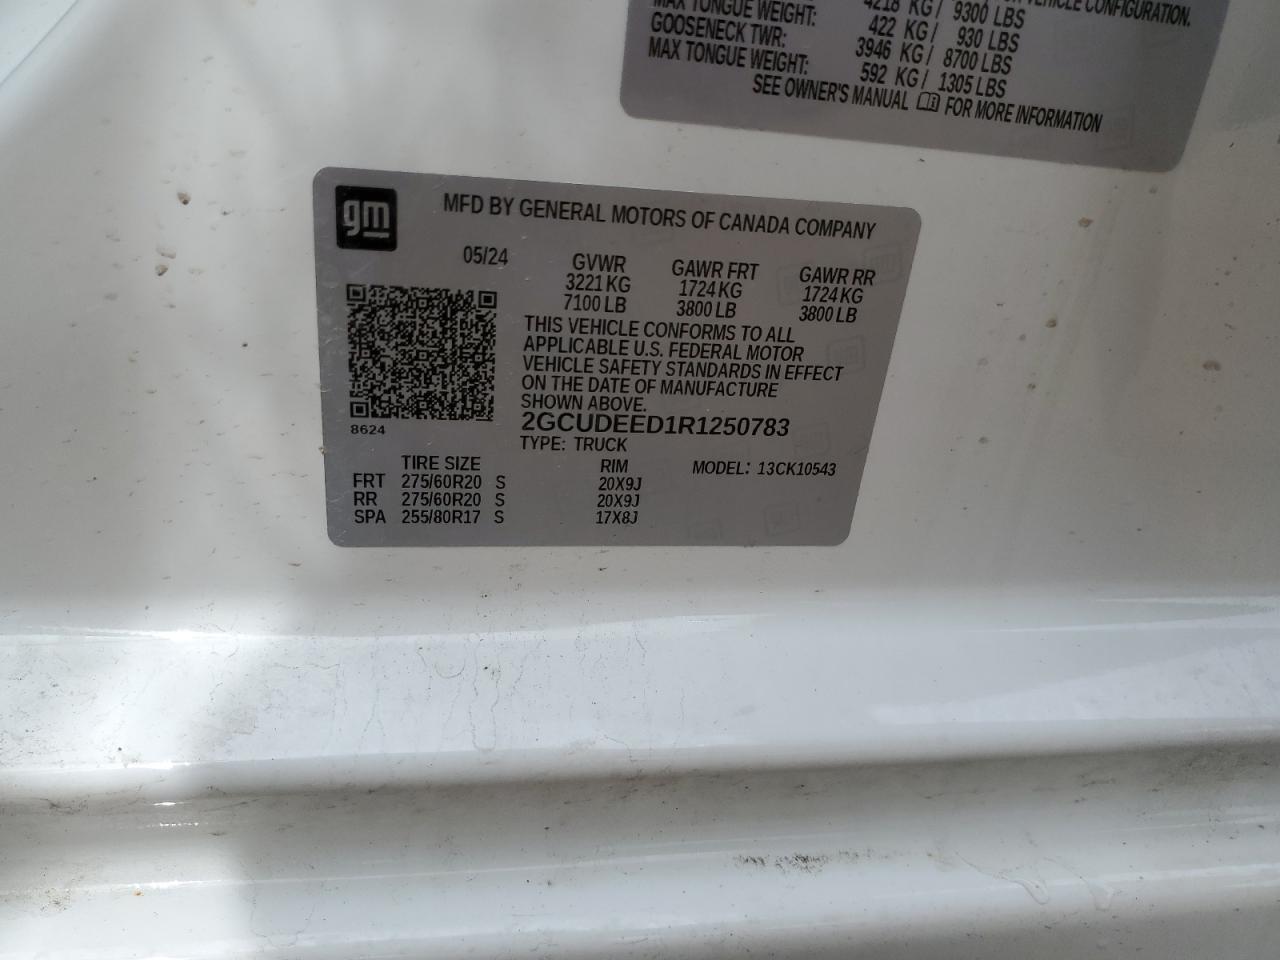 VEHICLE CONFIGURATION.
4218 KG / 9300 LBS
MAX TONGUE WEIGHT: 422 KG / 930 LBS
GOOSENECK TWR: 3946 KG / 8700 LBS
MAX TONGUE WEIGHT: 592 KG / 1305 LBS
SEE OWNER'S MANUAL FOR MORE INFORMATION
gm
MFD BY GENERAL MOTORS OF CANADA COMPANY
05/24 GVWR GAWR FRT GAWR RR
3221 KG 1724 KG 1724 KG
7100 LB 3800 LB 3800 LB
THIS VEHICLE CONFORMS TO ALL
APPLICABLE U.S. FEDERAL MOTOR
VEHICLE SAFETY STANDARDS IN EFFECT
ON THE DATE OF MANUFACTURE
SHOWN ABOVE.
8624
2GCUDEED1R1250783
TYPE: TRUCK
TIRE SIZE RIM MODEL: 13CK10543
FRT 275/60R20 S 20X9J
RR 275/60R20 S 20X9J
SPA 255/80R17 S 17X8J